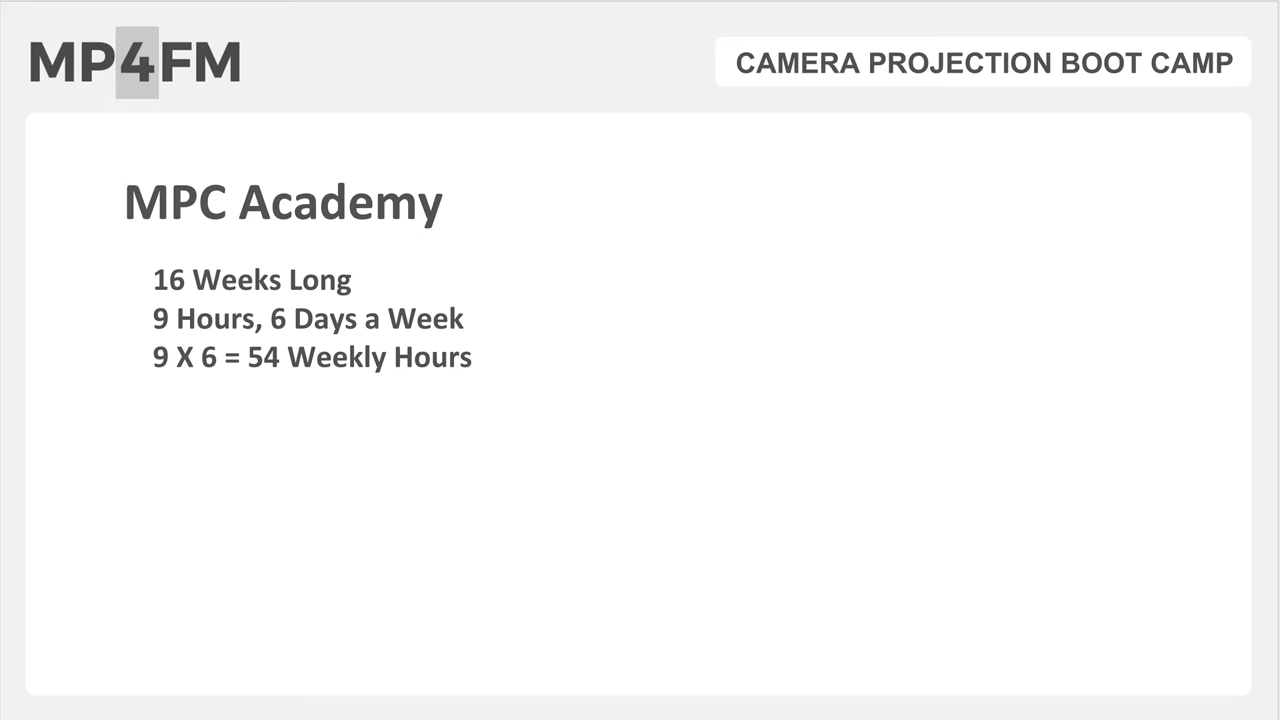 MP4FM
CAMERA PROJECTION BOOT CAMP
MPC Academy
16 Weeks Long
9 Hours, 6 Days a Week
9 X 6 = 54 Weekly Hours